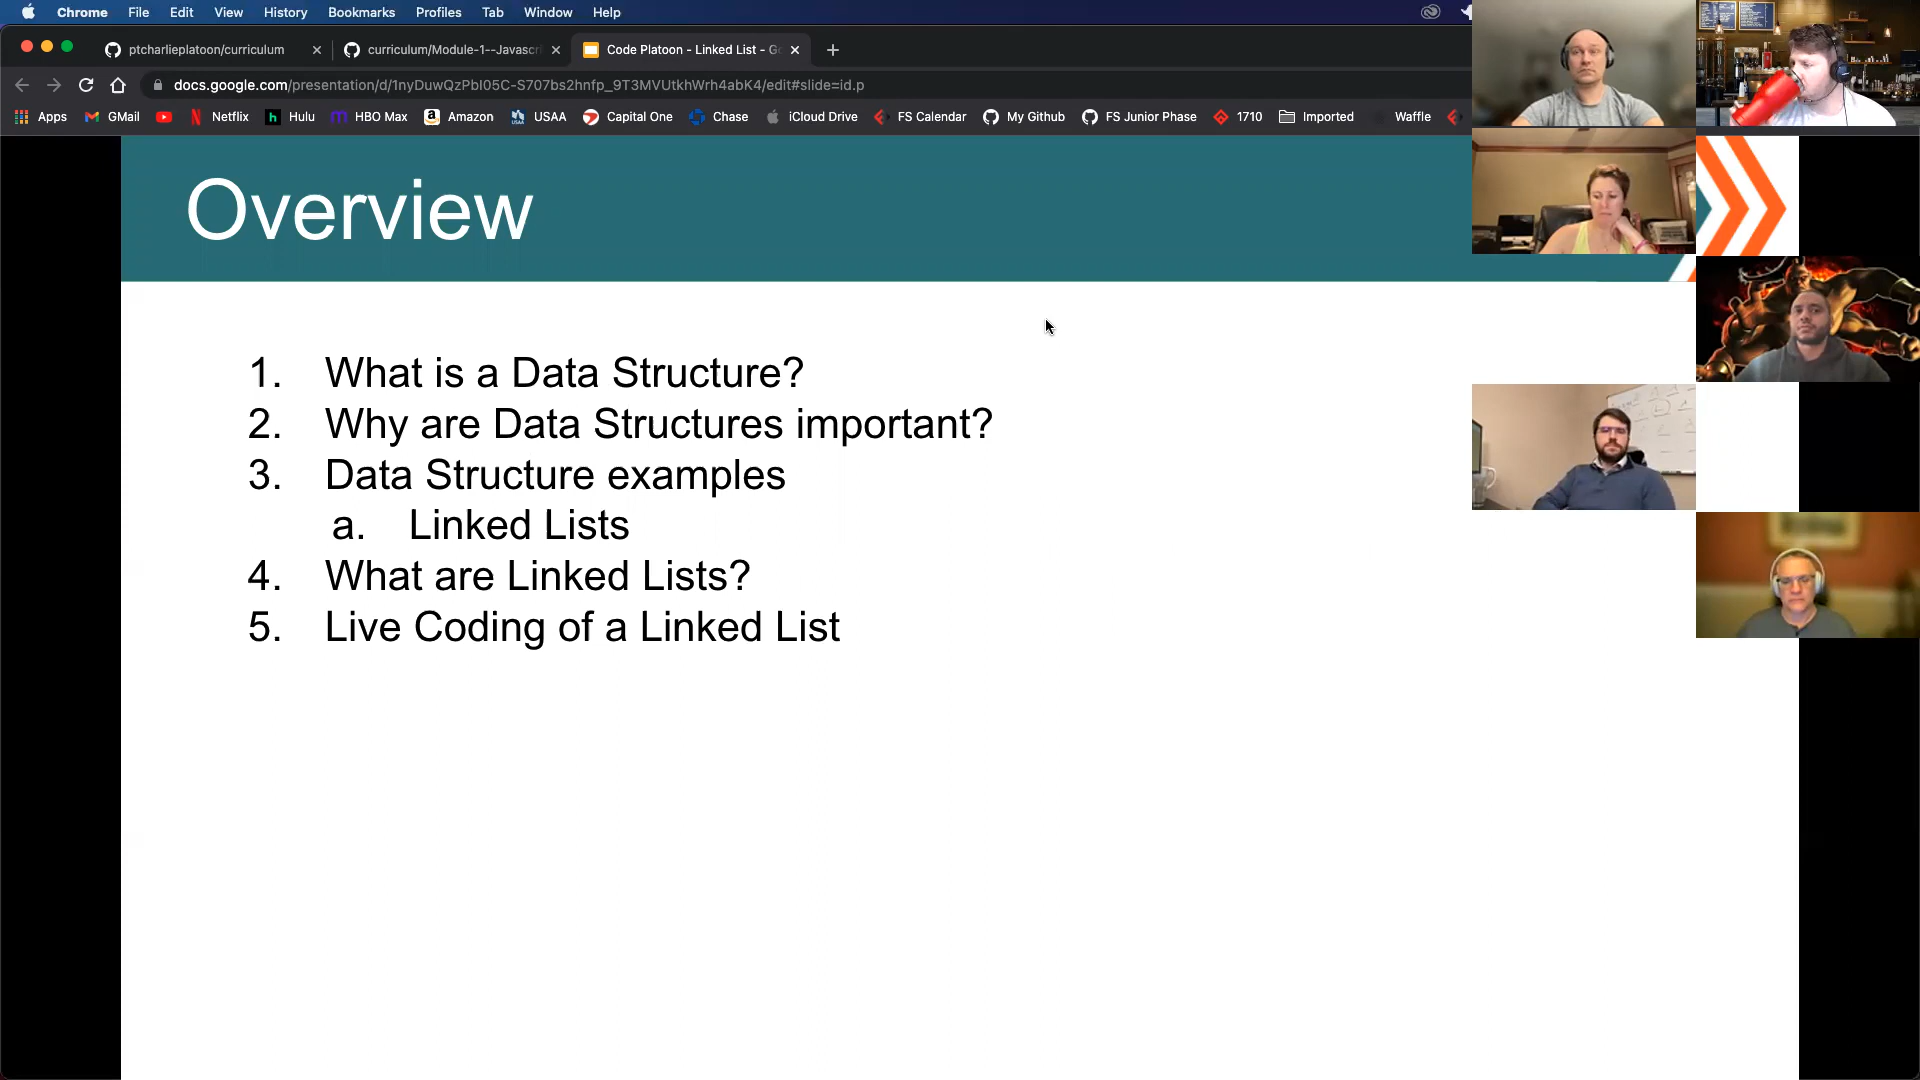 Chrome File Edit View History Bookmarks Profiles Tab Window Help
ptcharlieplatoon/curriculum
curriculum/Module-1--Javascri
Code Platoon - Linked List - Go
docs.google.com/presentation/d/1nyDuwQzPbI05C-S707bs2hnfp_9T3MVUtkhWrh4abK4/edit#slide=id.p
Apps GMail Netflix Hulu HBO Max Amazon USAA Capital One Chase iCloud Drive FS Calendar My Github FS Junior Phase 1710 Imported Waffle
Overview
1. What is a Data Structure?
2. Why are Data Structures important?
3. Data Structure examples
a. Linked Lists
4. What are Linked Lists?
5. Live Coding of a Linked List